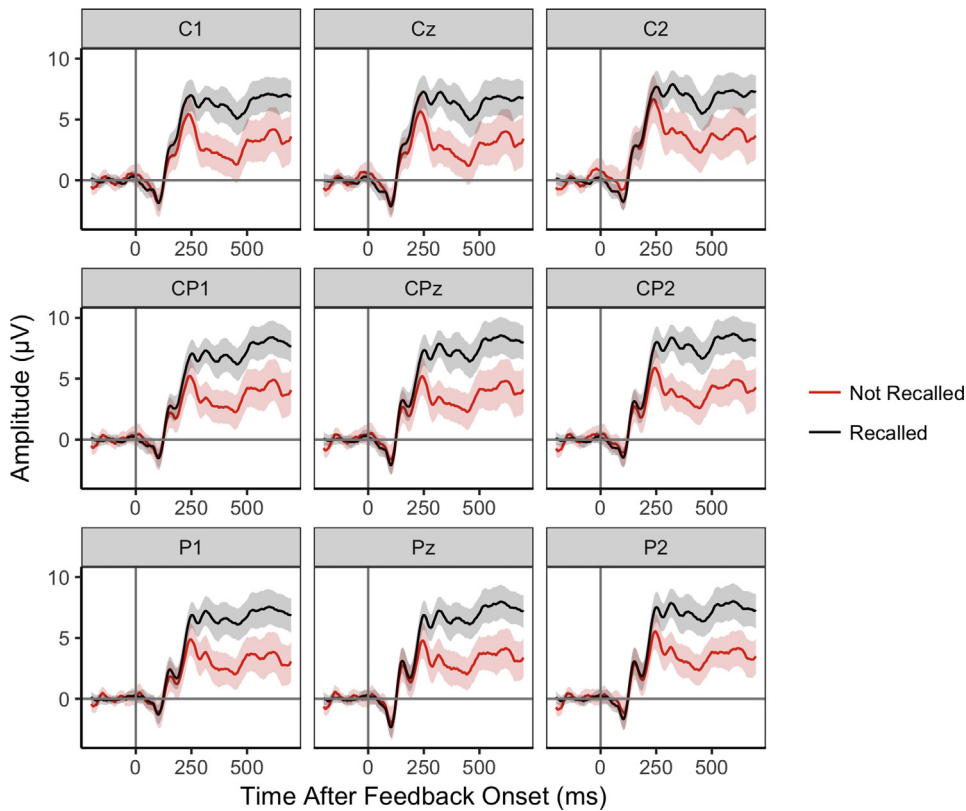 C1 Cz C2
10
5
0
0 250 500 0 250 500 0 250 500
CP1 CPz CP2
10
5
0
0 250 500 0 250 500 0 250 500
P1 Pz P2
10
5
0
0 250 500 0 250 500 0 250 500
Amplitude (µV)
Time After Feedback Onset (ms)
Not Recalled
Recalled